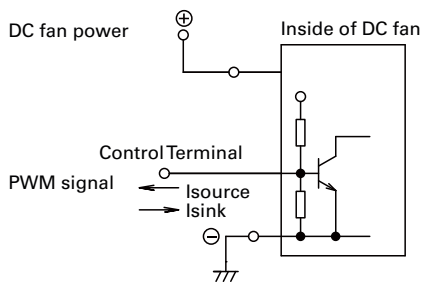 DC fan power
Inside of DC fan
Control Terminal
PWM signal
Isource
Isink